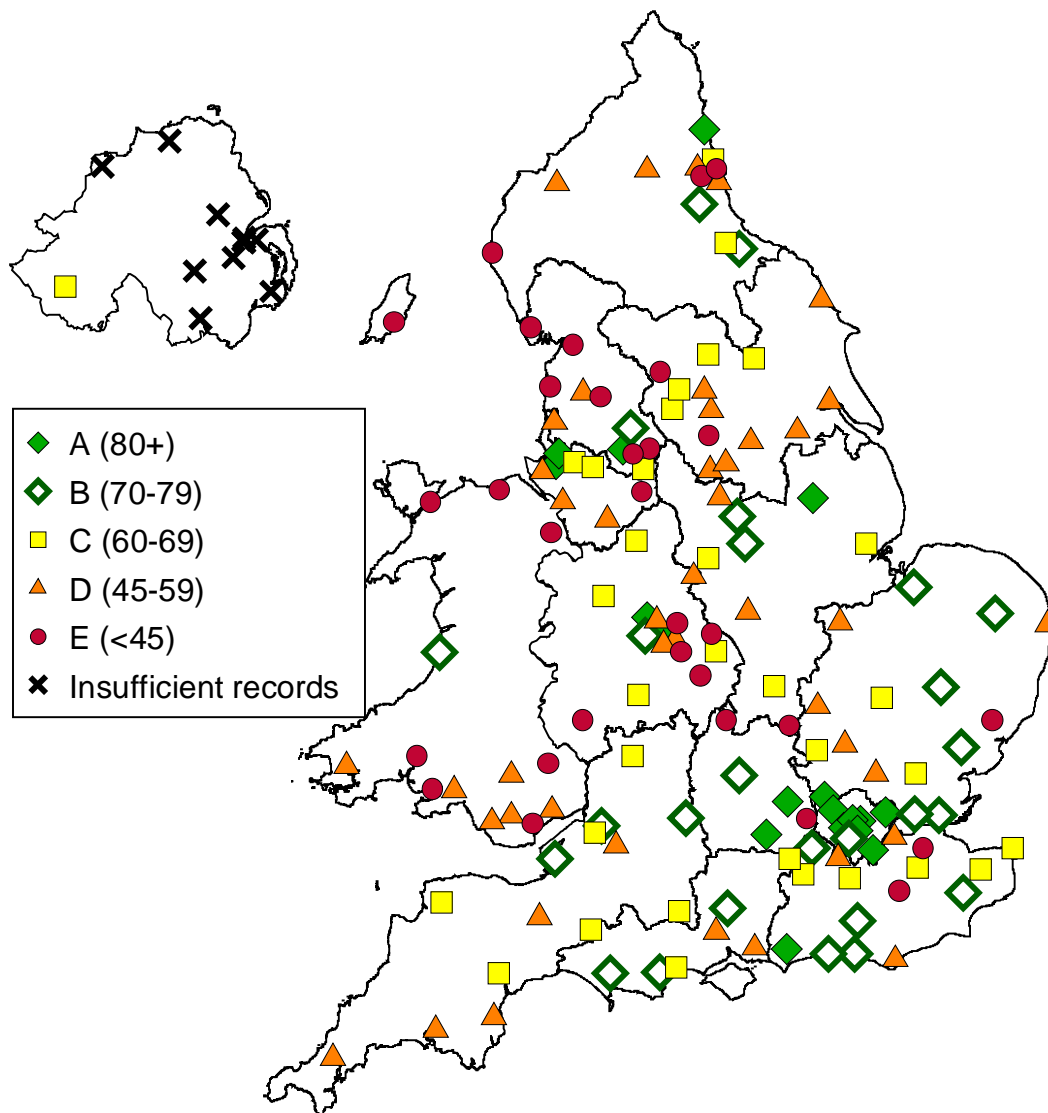 A (80+)
B (70-79)
C (60-69)
D (45-59)
E (<45)
Insufficient records